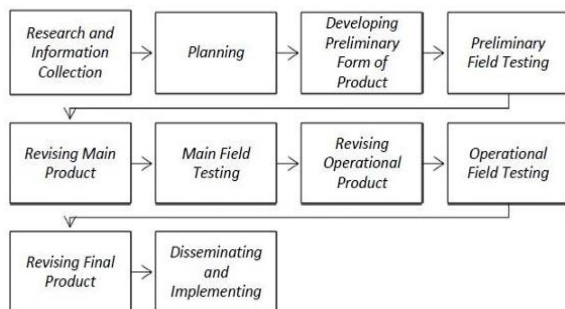 Research and
Information
Collection
Planning
Developing
Preliminary
Form of
Product
Preliminary
Field Testing
Revising Main
Product
Main Field
Testing
Revising
Operational
Product
Operational
Field Testing
Revising Final
Product
Disseminating
and
Implementing